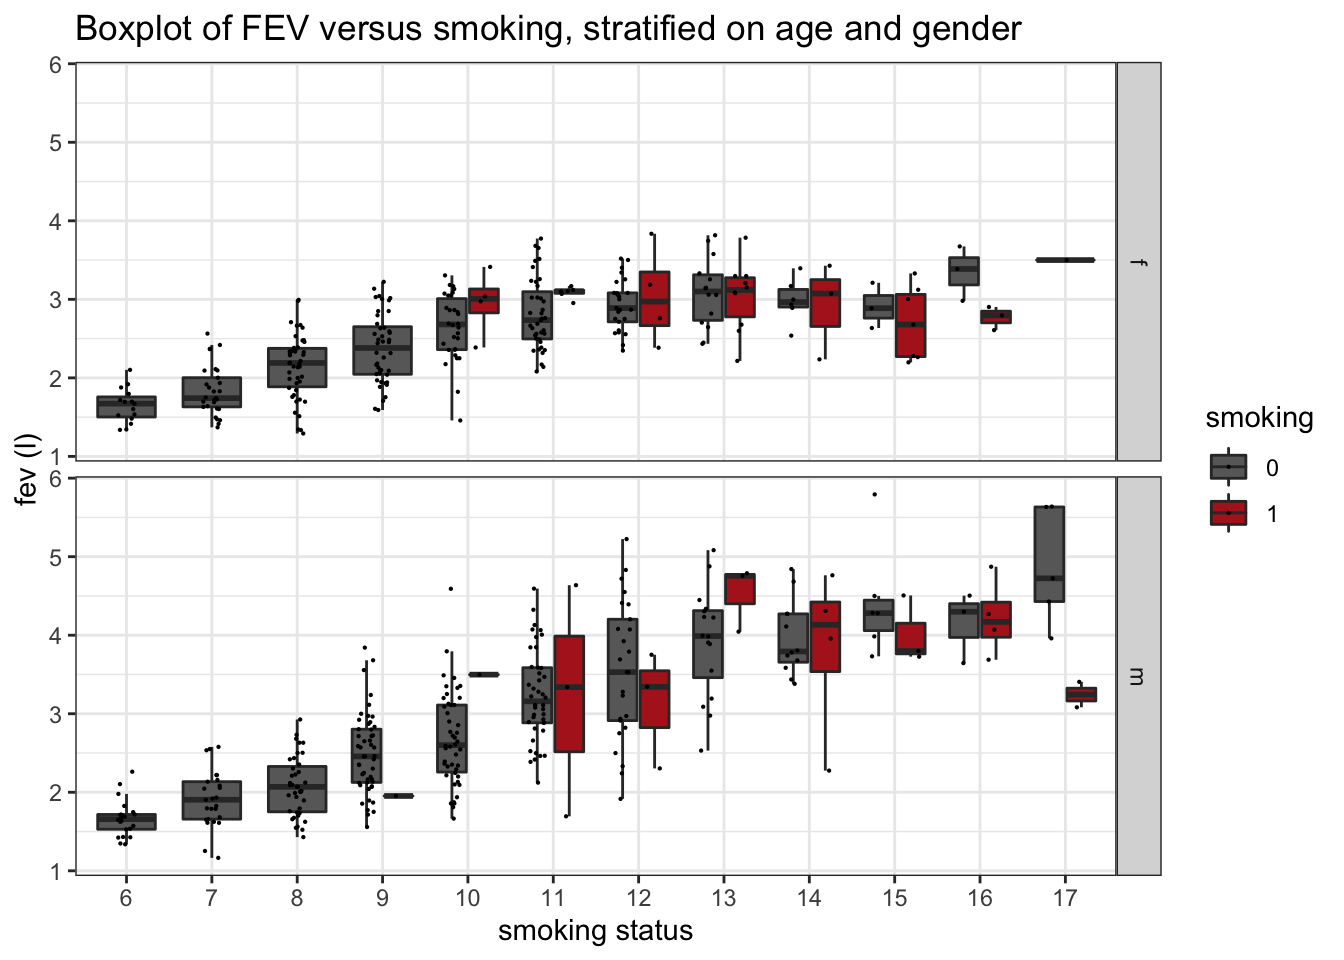 Boxplot of FEV versus smoking, stratified on age and gender
6
5
4
3
2
1
f
6
5
4
3
2
1
m
fev (l)
6 7 8 9 10 11 12 13 14 15 16 17
smoking status
smoking
0
1